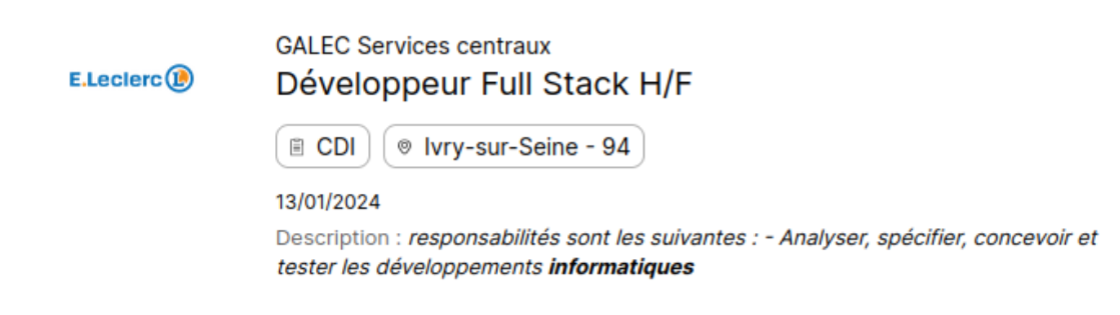 GALEC Services centraux
E.Leclerc L
Développeur Full Stack H/F
CDI
Ivry-sur-Seine - 94
13/01/2024
Description : responsabilités sont les suivantes : - Analyser, spécifier, concevoir et
tester les développements informatiques